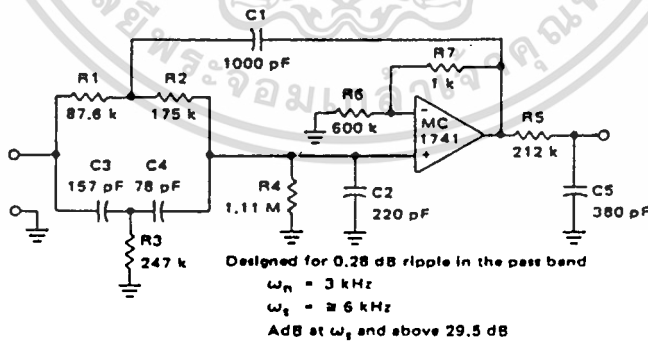 C1
1000 pF
R1
87.6 k
R2
175 k
R7
1 k
R6
600 k
MC
1741
R5
212 k
C3
157 pF
C4
78 pF
R4
1.11 M
C2
220 pF
C5
380 pF
R3
247 k
Designed for 0.28 dB ripple in the pass band
ωn = 3 kHz
ωs = ≅ 6 kHz
AdB at ωs and above 29.5 dB